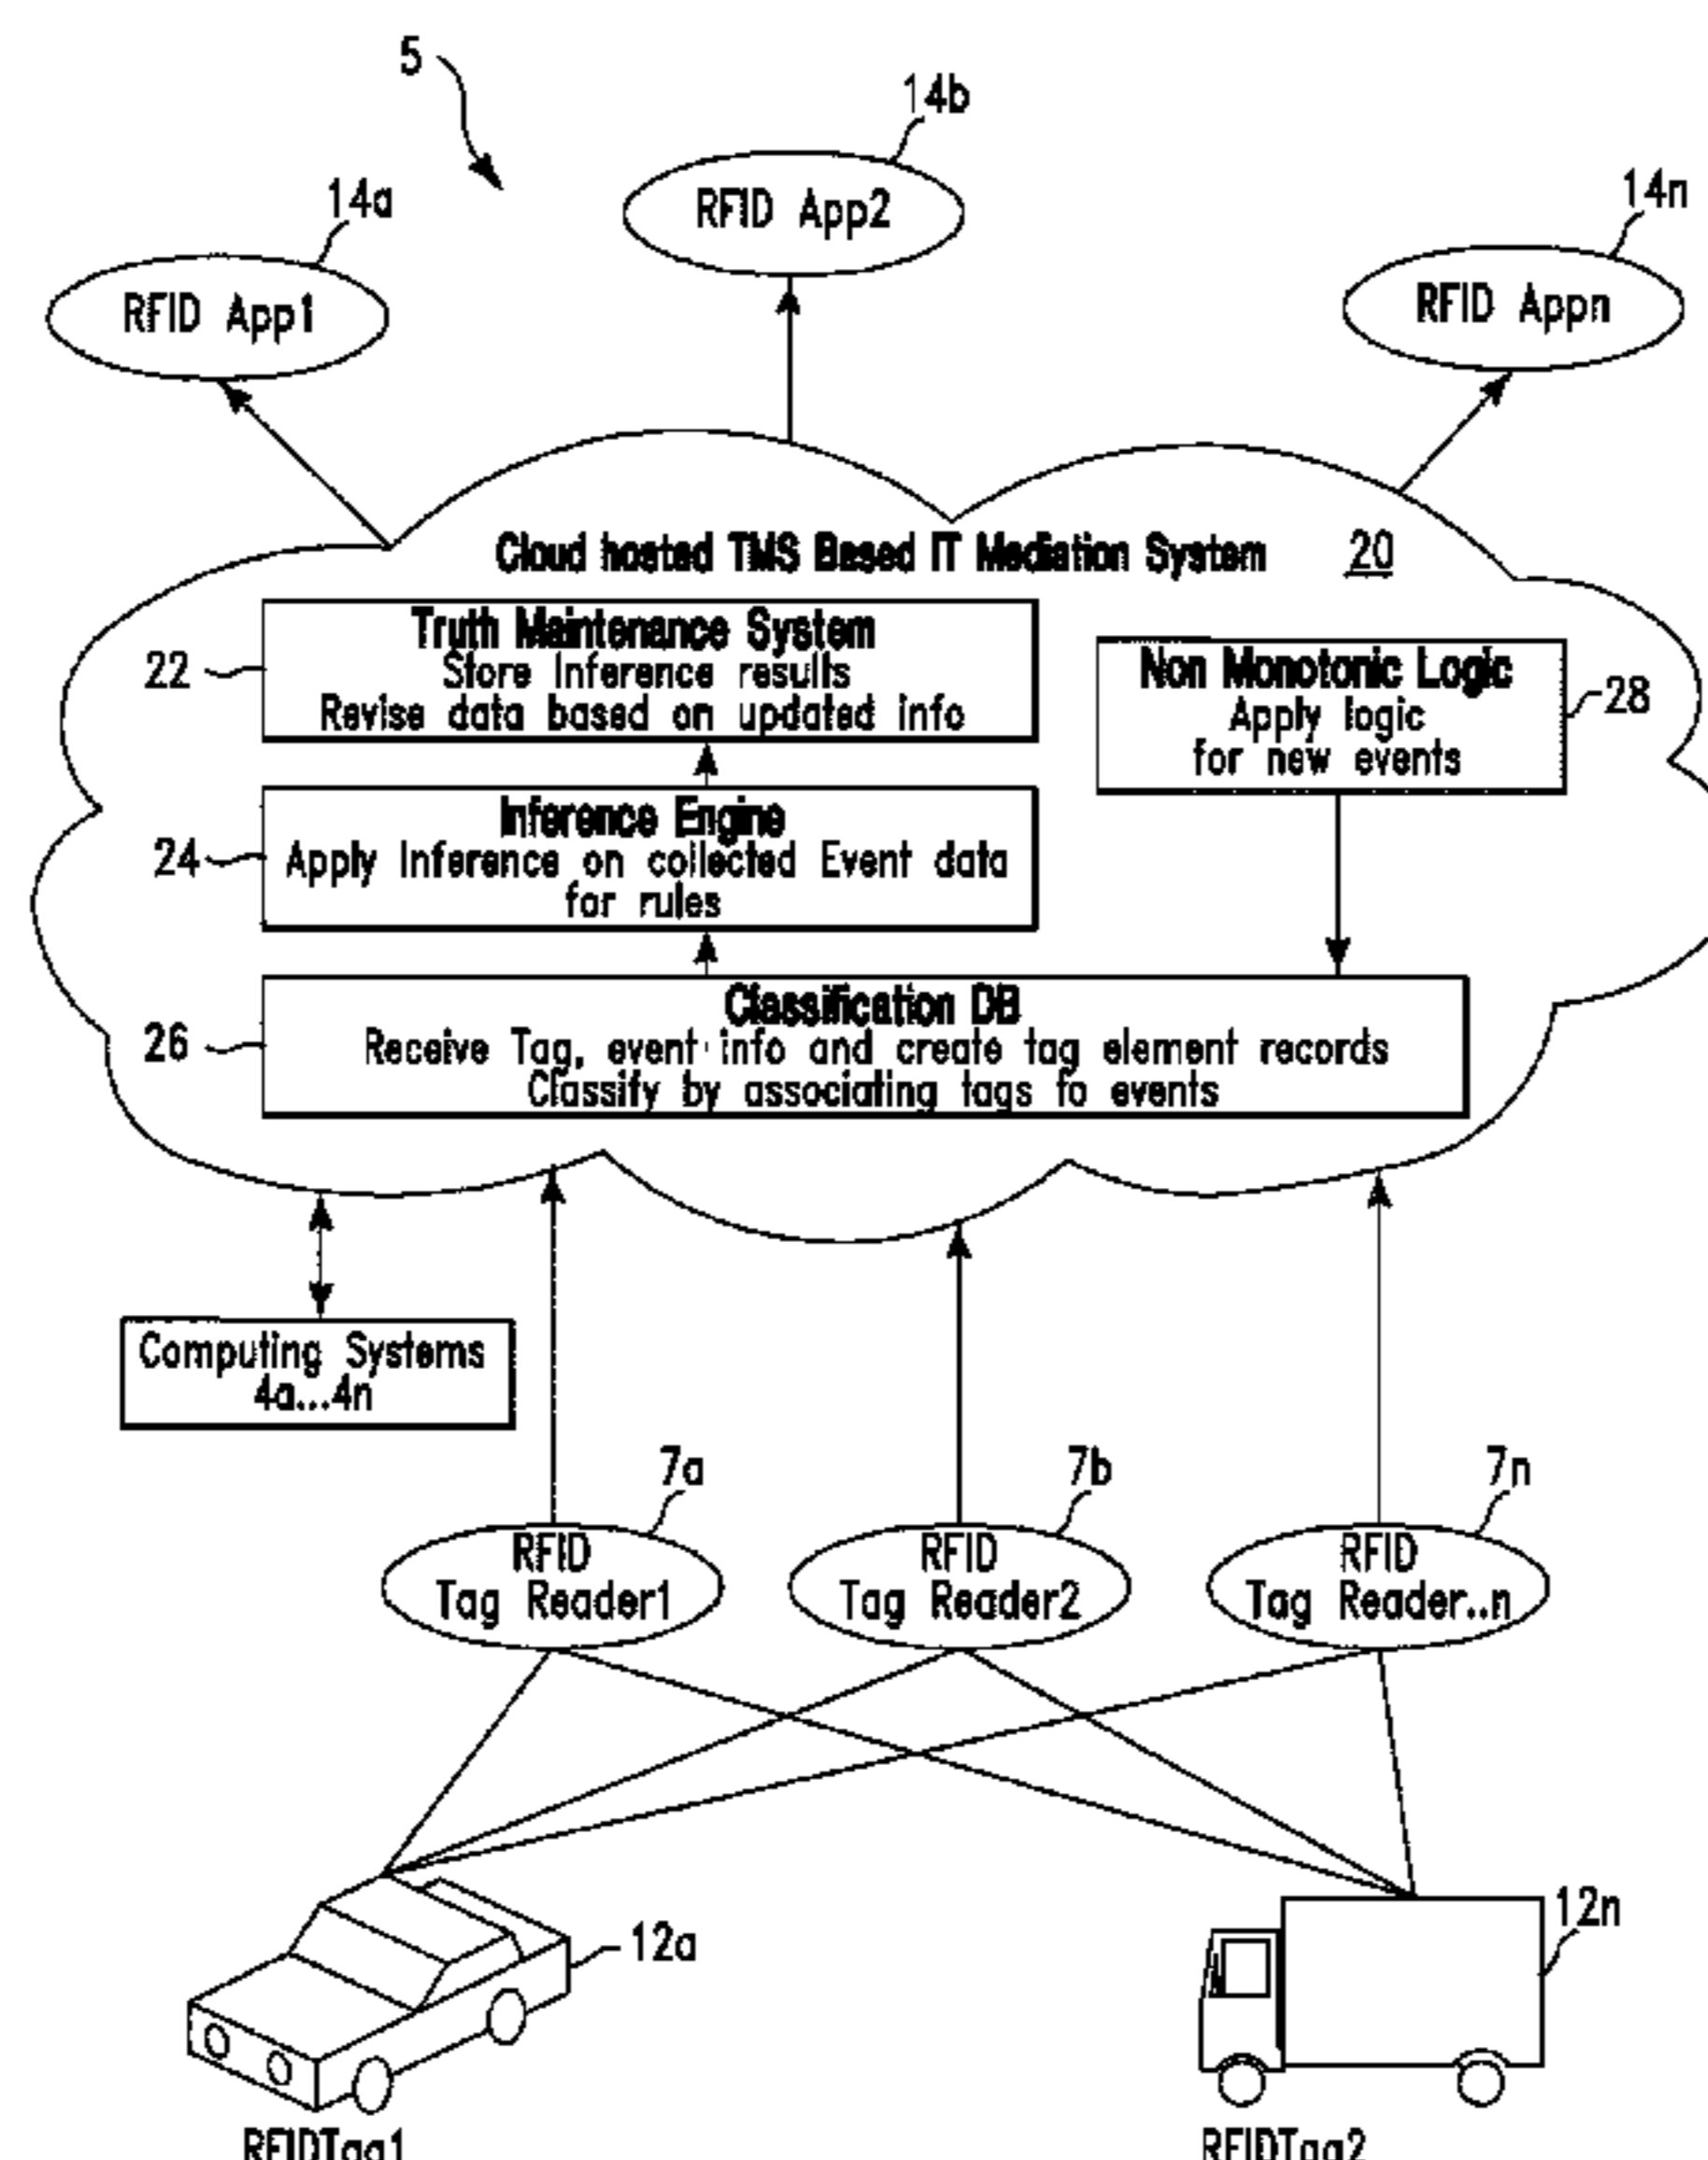 5
14b
RFID App2
14a
RFID App1
14n
RFID Appn
Cloud hosted TMS Based IT Mediation System 20
Truth Maintenance System
Store Inference results
Revise data based on updated info
22
Non Monotonic Logic
Apply logic
for new events
28
Inference Engine
Apply Inference on collected Event data
for rules
24
Classification DB
Receive Tag, event info and create tag element records
Classify by associating tags to events
26
Computing Systems
4a...4n
7a
RFID
Tag Reader1
7b
RFID
Tag Reader2
7n
RFID
Tag Reader..n
12a
12n
RFIDTag1
RFIDTag2